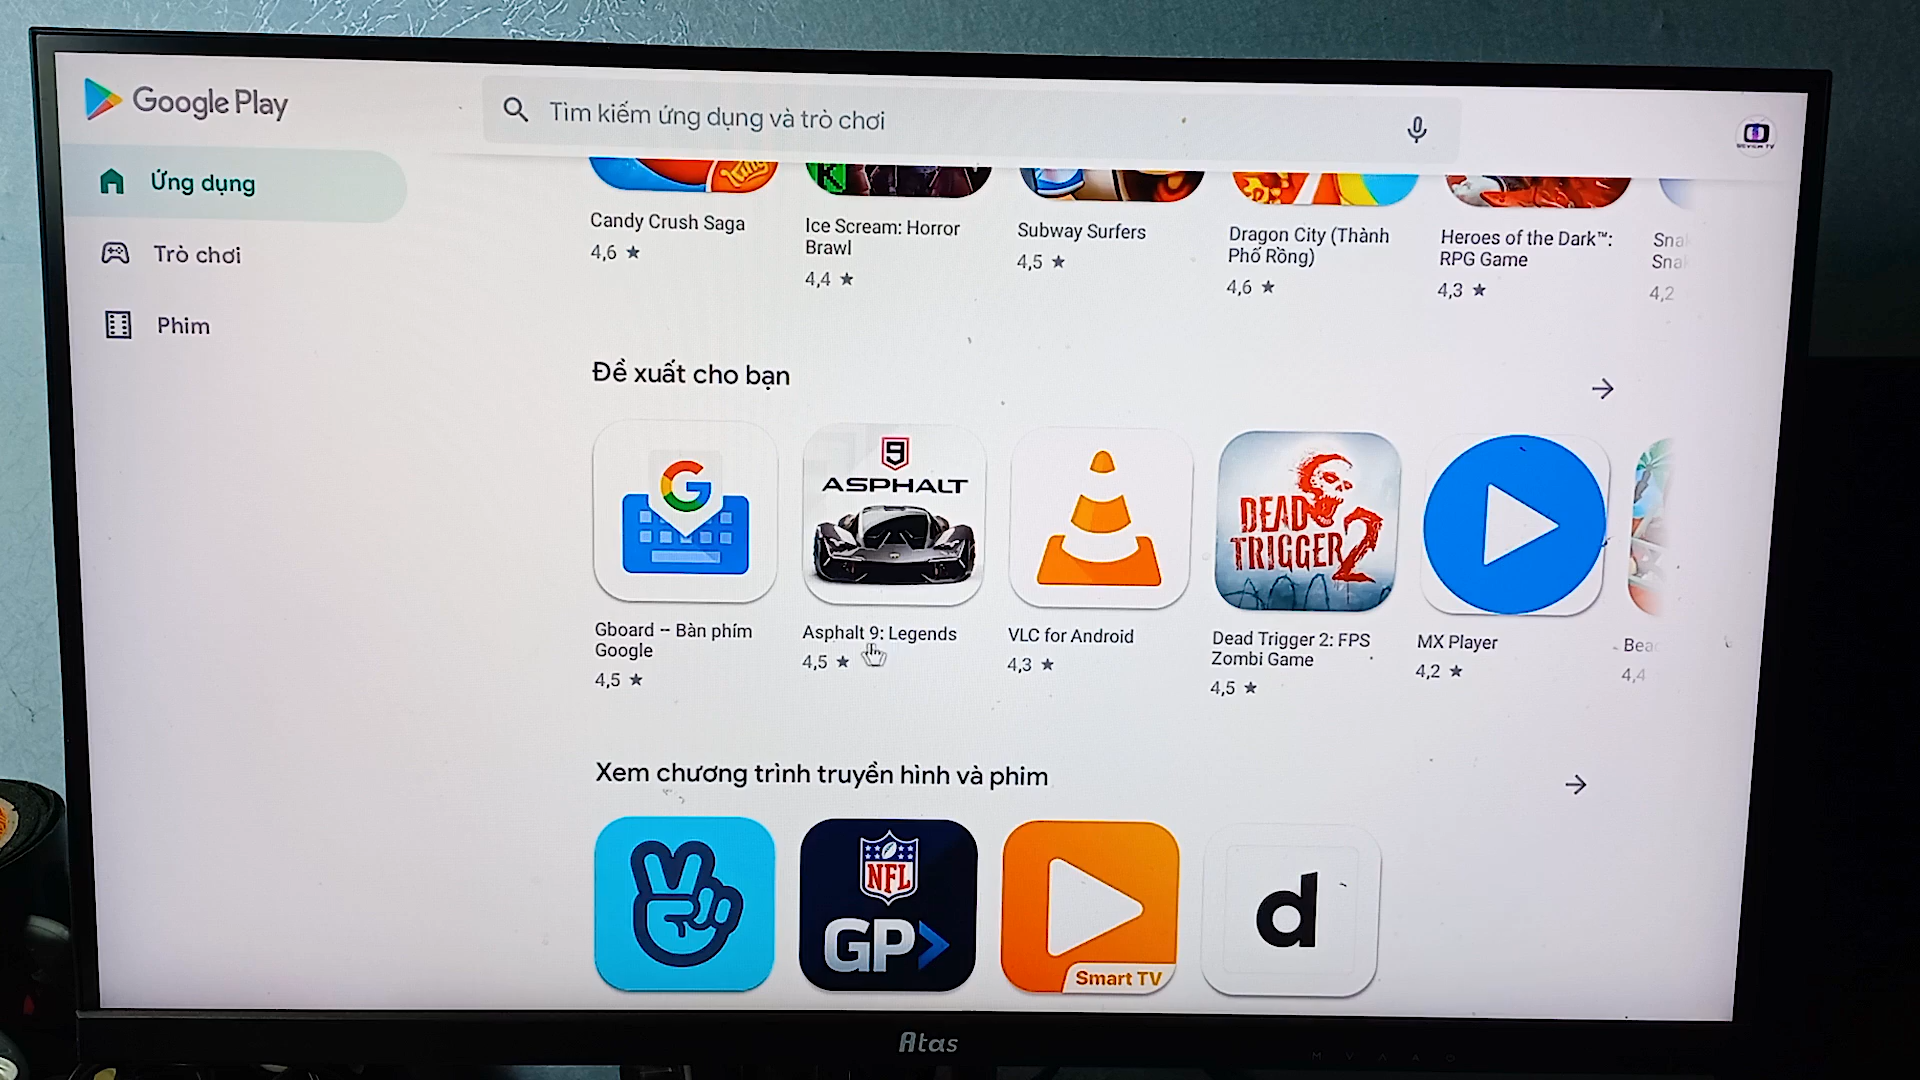 Google Play
Tìm kiếm ứng dụng và trò chơi
Ứng dụng
Trò chơi
Phim
King
Candy Crush Saga
4,6 ★
Ice Scream: Horror
Brawl
4,4 ★
Subway Surfers
4,5 ★
Dragon City (Thành
Phố Rồng)
4,6 ★
Heroes of the Dark™:
RPG Game
4,3 ★
Sna
Sna
4,2
Đề xuất cho bạn
G
9
ASPHALT
DEAD
TRIGGER 2
Gboard – Bàn phím
Google
4,5 ★
Asphalt 9: Legends
4,5 ★
VLC for Android
4,3 ★
Dead Trigger 2: FPS
Zombi Game
4,5 ★
MX Player
4,2 ★
Bea
4,4
Xem chương trình truyền hình và phim
V
NFL
GP
Smart TV
d
Atas